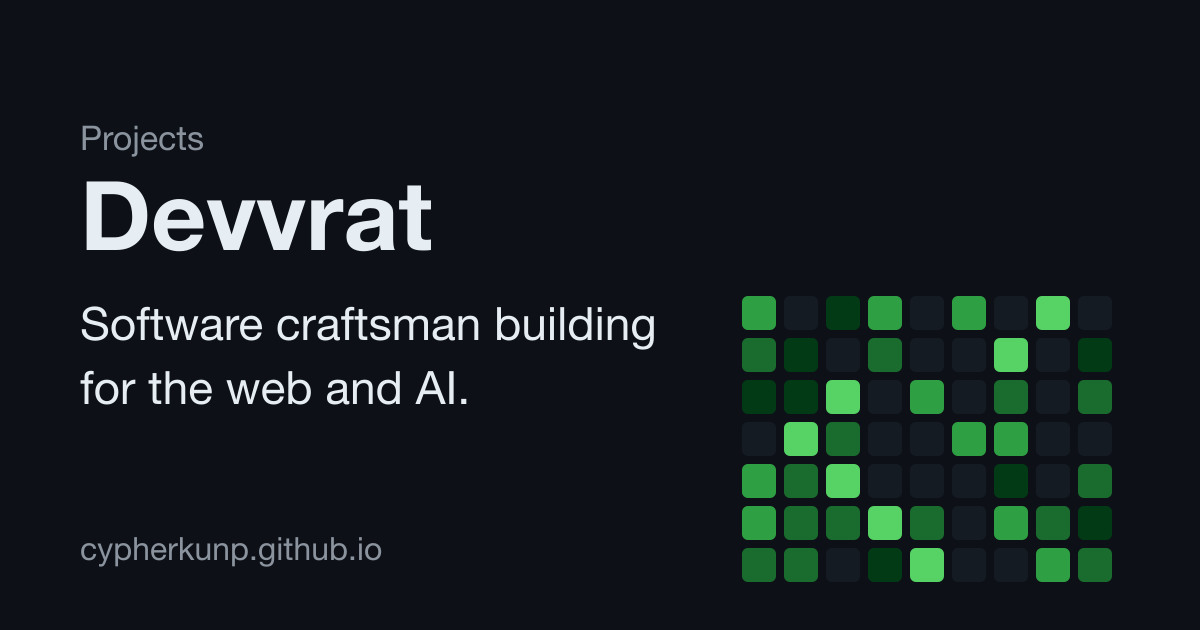 Projects
Devvrat
Software craftsman building
for the web and AI.
cypherkunp.github.io